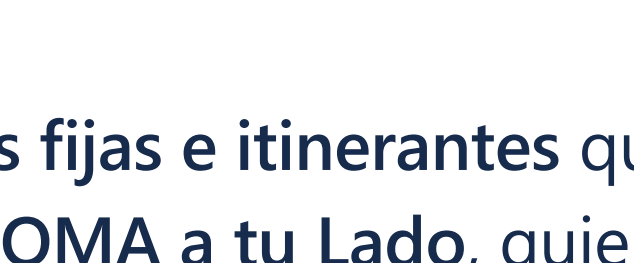 s fijas e itinerantes qu
OMA a tu Lado, quie